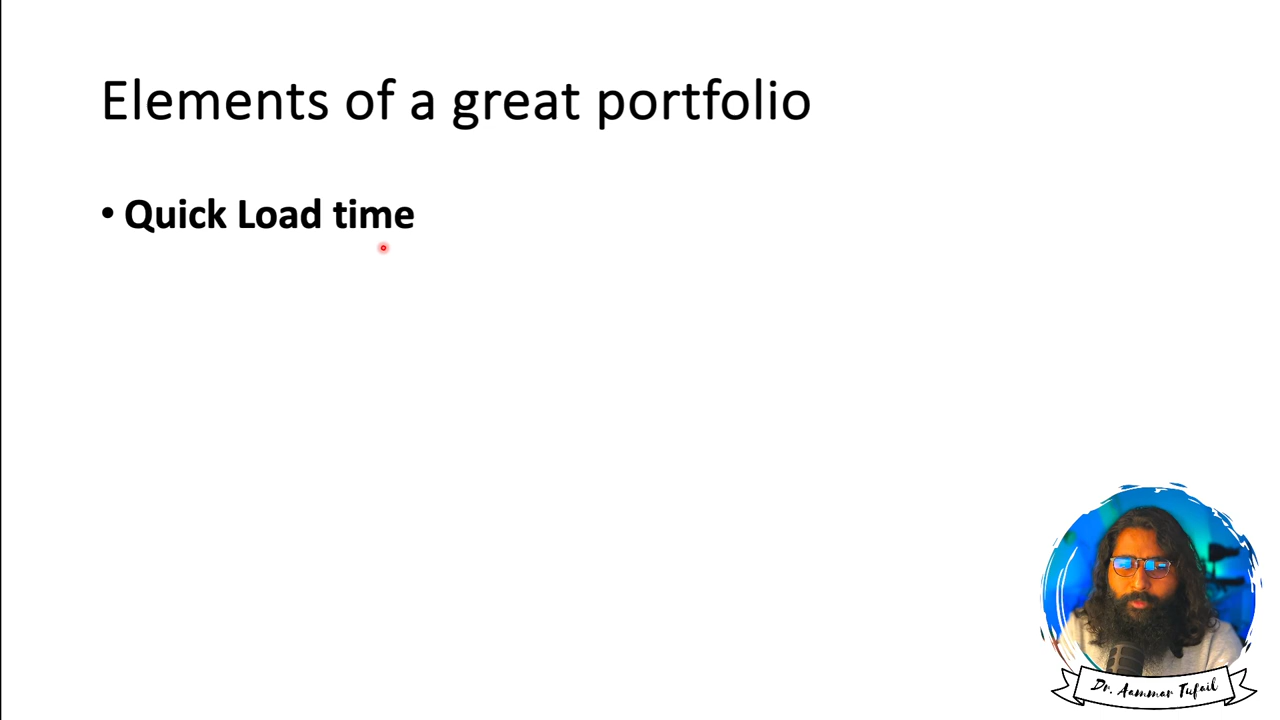 Elements of a great portfolio
• Quick Load time
Dr. Aammar Tufail